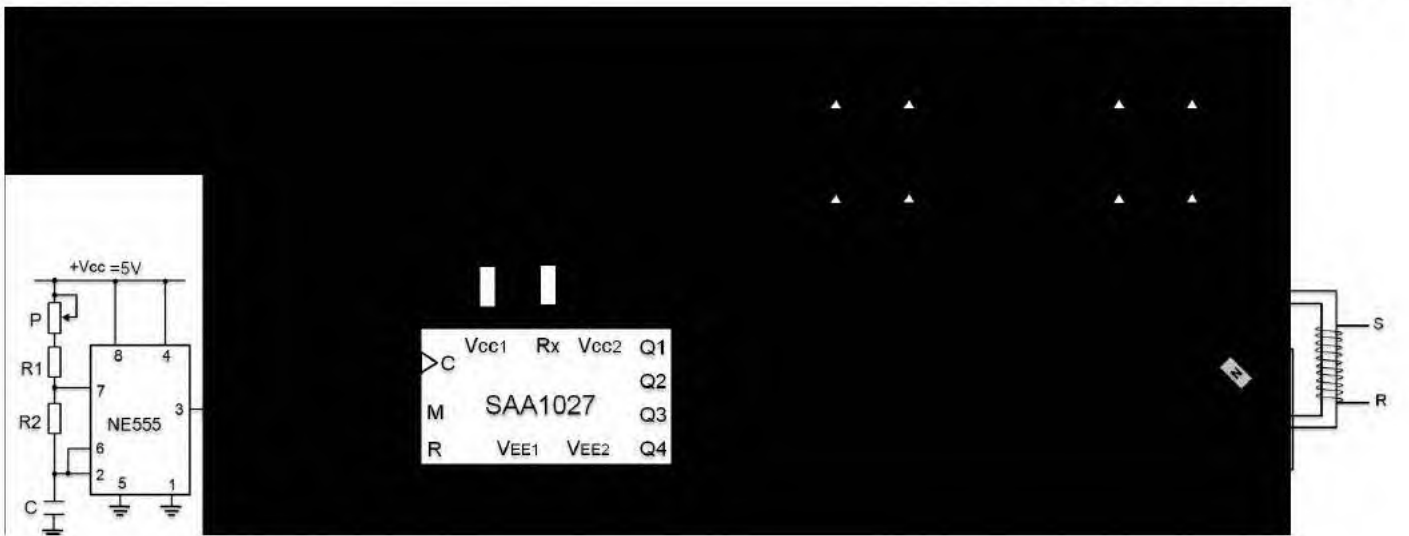 +Vcc =5V
P
R1
R2
C
8 4
7
3
NE555
6
2
5 1
Vcc1 Rx Vcc2 Q1
C
Q2
M SAA1027 Q3
R VEE1 VEE2 Q4
N
S
R